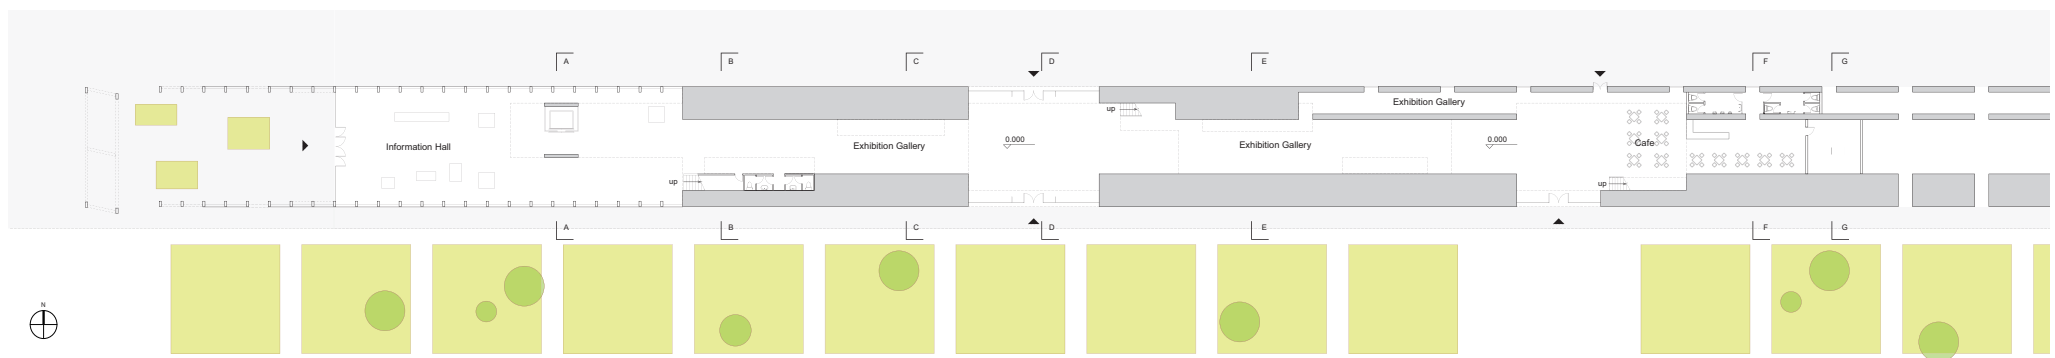 A B C D E F G
Exhibition Gallery
up
Information Hall
Exhibition Gallery
0.000
Exhibition Gallery
0.000
Cafe
up
up
A B C D E F G
N